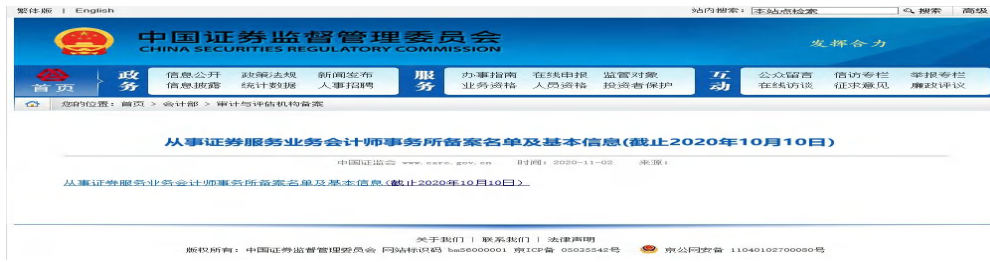 繁体版 | English 站内搜索: 本站点检索 搜索 高级
中国证券监督管理委员会
CHINA SECURITIES REGULATORY COMMISSION
发挥合力
首页 政务 信息公开 政策法规 新闻发布 服务 办事指南 在线申报 监管对象 互动 公众留言 信访专栏 举报专栏
信息披露 统计数据 人事招聘 业务资格 人员资格 投资者保护 在线访谈 征求意见 廉政评议
您的位置: 首页 > 会计部 > 审计与评估机构备案
从事证券服务业务会计师事务所备案名单及基本信息(截止2020年10月10日)
中国证监会 www.csrc.gov.cn 时间: 2020-11-02 来源:
从事证券服务业务会计师事务所备案名单及基本信息(截止2020年10月10日)
关于我们 | 联系我们 | 法律声明
版权所有: 中国证券监督管理委员会 网站标识码 bm56000001 京ICP备 05035542号 京公网安备 11040102700080号